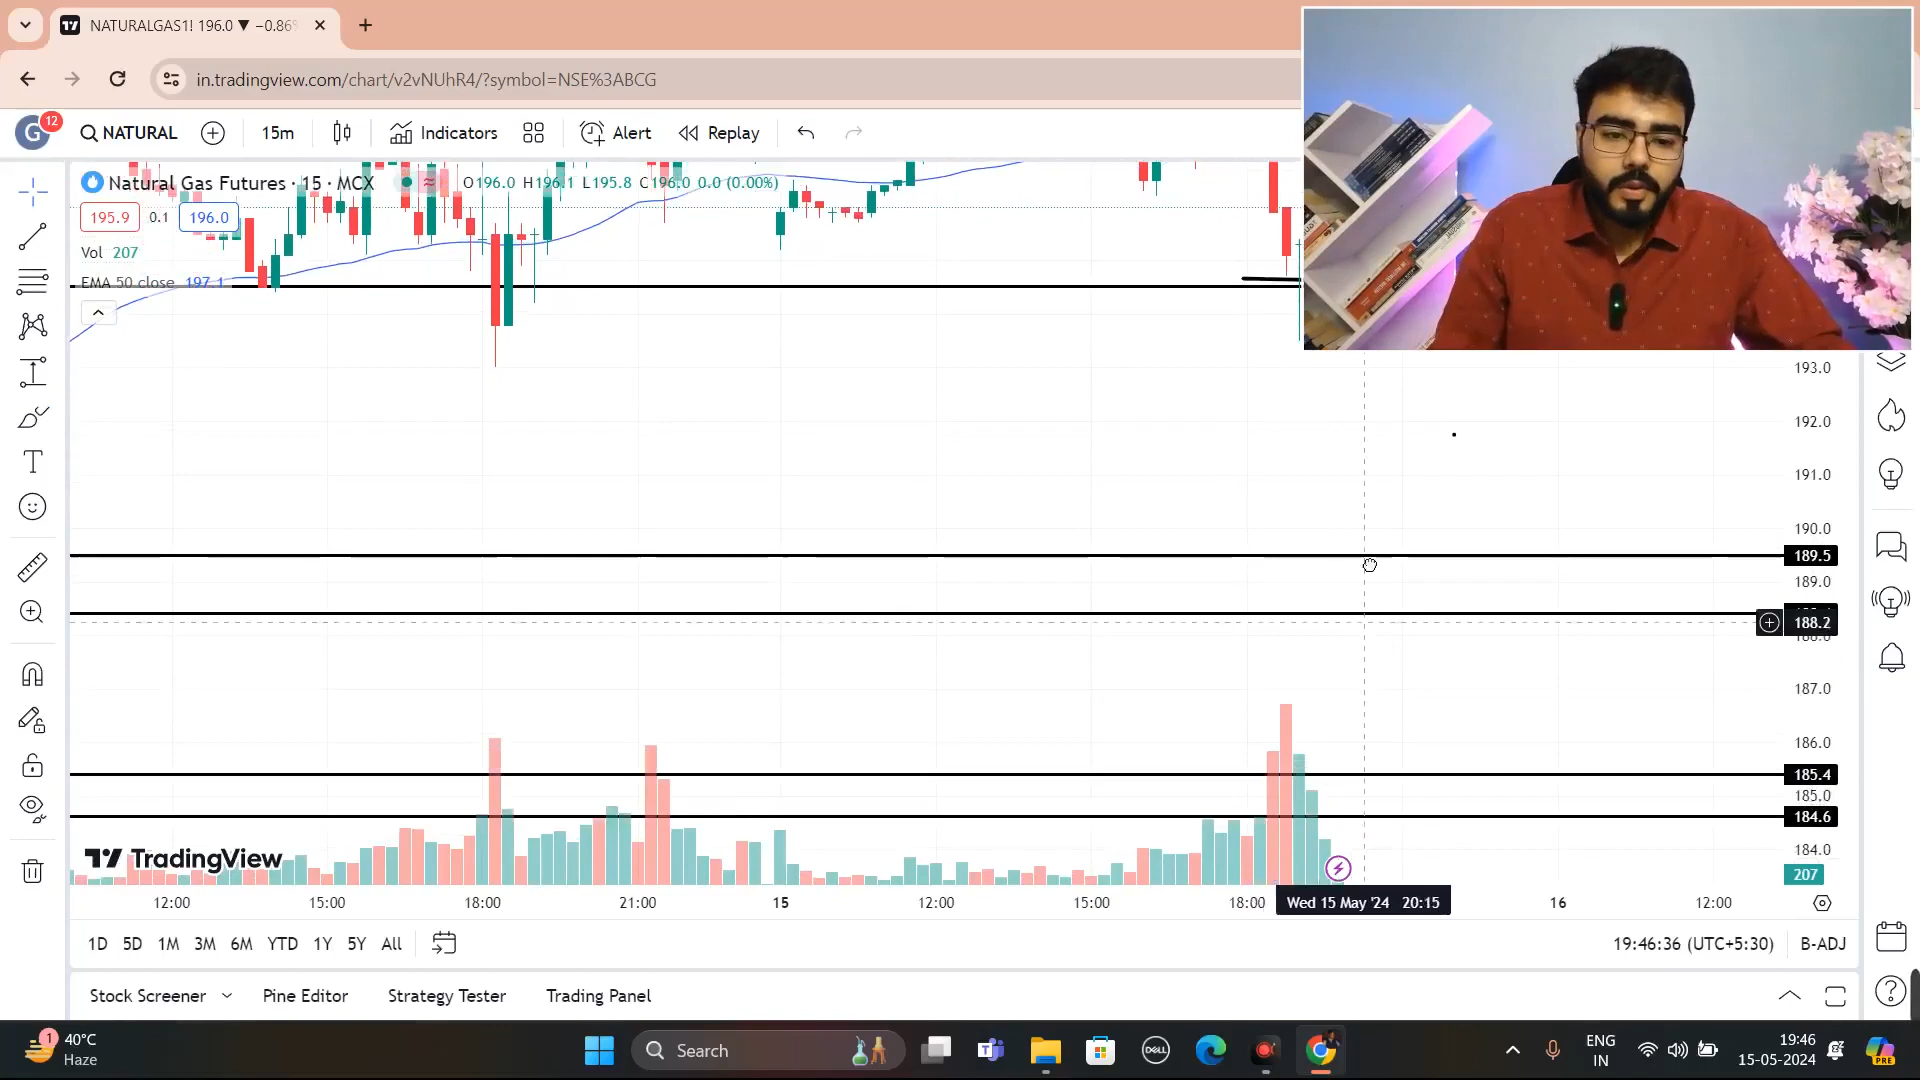 NATURALGAS1! 196.0 ▼ −0.86%
in.tradingview.com/chart/v2vNUhR4/?symbol=NSE%3ABCG
G 12 NATURAL 15m Indicators Alert Replay
Natural Gas Futures · 15 · MCX O196.0 H196.1 L195.8 C196.0 0.0 (0.00%)
195.9 0.1 196.0
Vol 207
EMA 50 close 197.1
193.0
192.0
191.0
190.0
189.5
189.0
188.2
187.0
186.0
185.4
185.0
184.6
184.0
TradingView
207
12:00 15:00 18:00 21:00 15 12:00 15:00 18:00 Wed 15 May '24 20:15 16 12:00
1D 5D 1M 3M 6M YTD 1Y 5Y All 19:46:36 (UTC+5:30) B-ADJ
Stock Screener Pine Editor Strategy Tester Trading Panel
1 40°C
Haze
Search
DELL
ENG
IN
19:46
15-05-2024
PRE